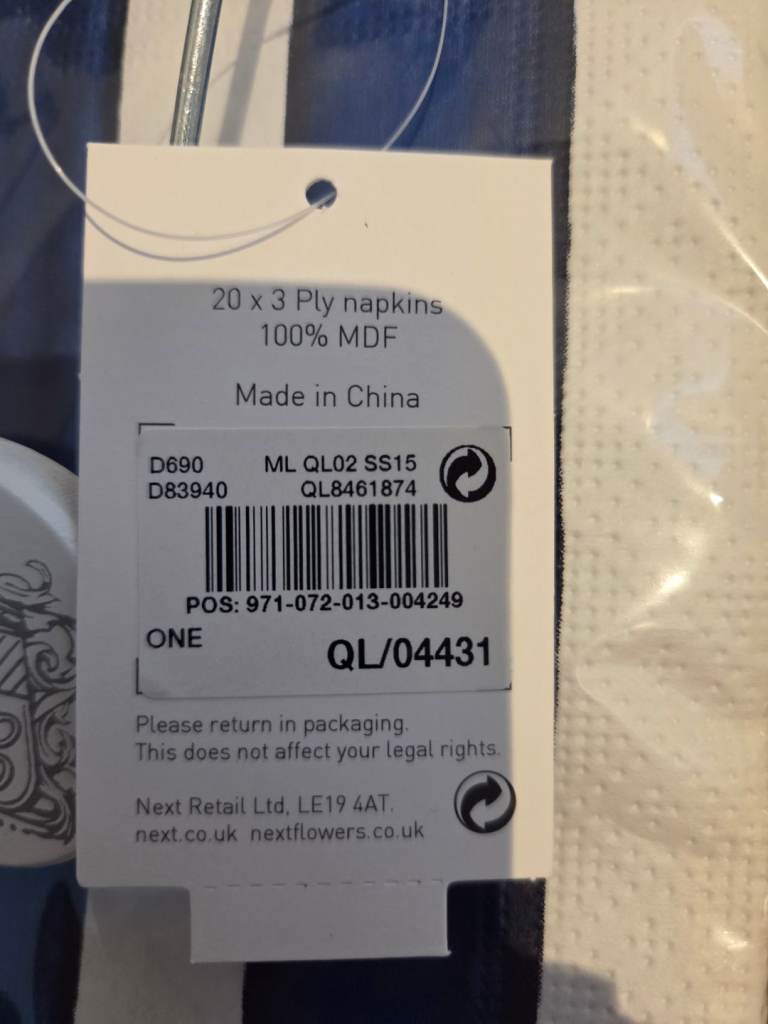 20 x 3 Ply napkins
100% MDF
Made in China
D690 ML QL02 SS15
D83940 QL8461874
POS: 971-072-013-004249
ONE
QL/04431
Please return in packaging.
This does not affect your legal rights.
Next Retail Ltd, LE19 4AT.
next.co.uk nextflowers.co.uk